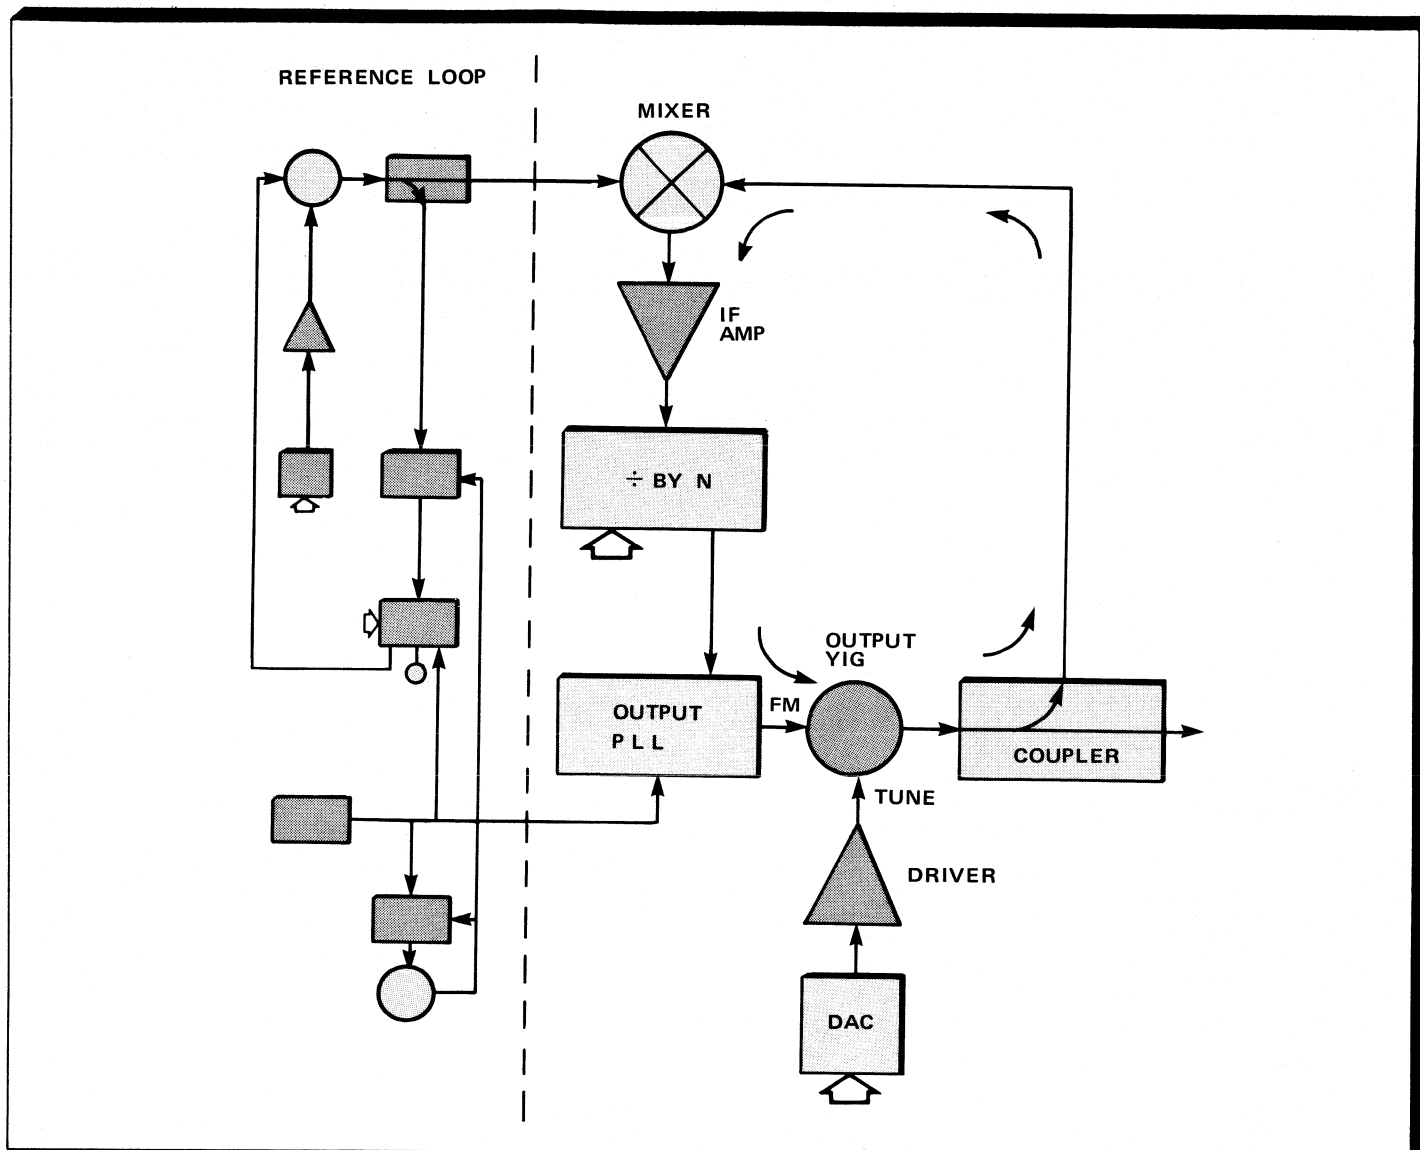 REFERENCE LOOP
MIXER
IF
AMP
÷ BY N
OUTPUT
YIG
OUTPUT
PLL
FM
COUPLER
TUNE
DRIVER
DAC